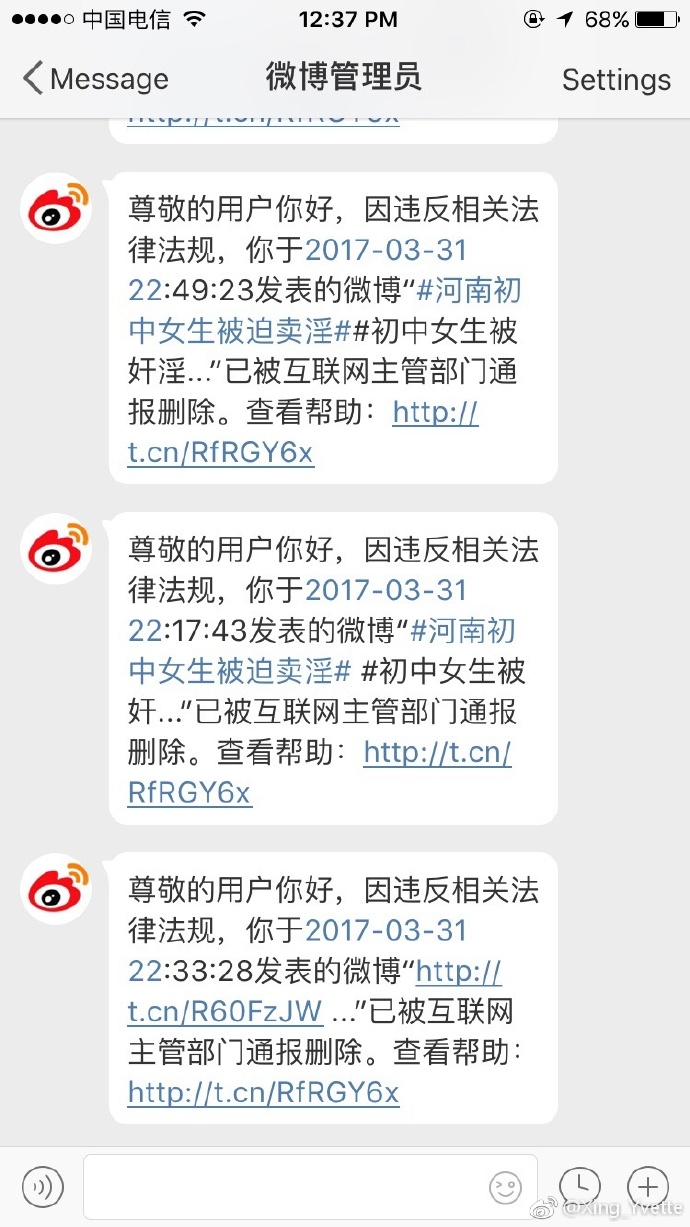 中国电信 12:37 PM 68%
Message 微博管理员 Settings
http://t.cn/RfRGY6x
尊敬的用户你好，因违反相关法
律法规，你于2017-03-31
22:49:23发表的微博“#河南初
中女生被迫卖淫##初中女生被
奸淫...”已被互联网主管部门通
报删除。查看帮助：http://
t.cn/RfRGY6x
尊敬的用户你好，因违反相关法
律法规，你于2017-03-31
22:17:43发表的微博“#河南初
中女生被迫卖淫# #初中女生被
奸...”已被互联网主管部门通报
删除。查看帮助：http://t.cn/
RfRGY6x
尊敬的用户你好，因违反相关法
律法规，你于2017-03-31
22:33:28发表的微博“http://
t.cn/R60FzJW ...”已被互联网
主管部门通报删除。查看帮助：
http://t.cn/RfRGY6x
@Xing_Yvette